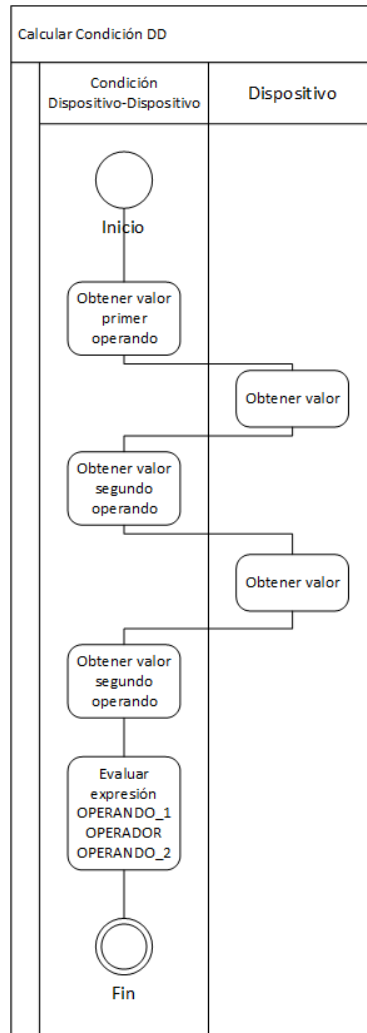 Calcular Condición DD
Condición
Dispositivo-Dispositivo
Dispositivo
Inicio
Obtener valor
primer
operando
Obtener valor
Obtener valor
segundo
operando
Obtener valor
Obtener valor
segundo
operando
Evaluar
expresión
OPERANDO_1
OPERADOR
OPERANDO_2
Fin